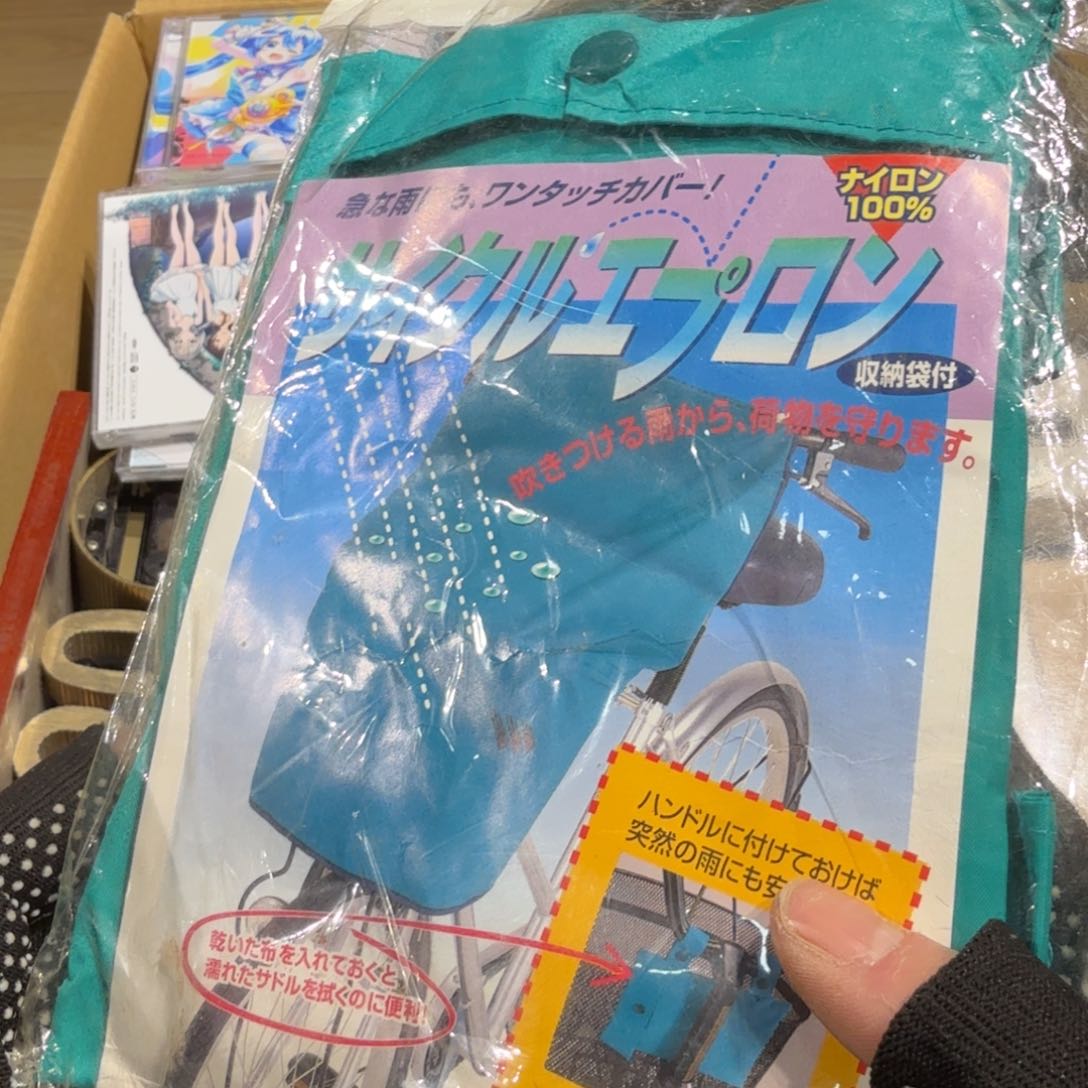 急な雨にも、ワンタッチカバー!
ナイロン
100%
サイクルエプロン
収納袋付
吹きつける雨から、荷物を守ります。
ハンドルに付けておけば
突然の雨にも安
乾いた布を入れておくと
濡れたサドルを拭くのに便利!